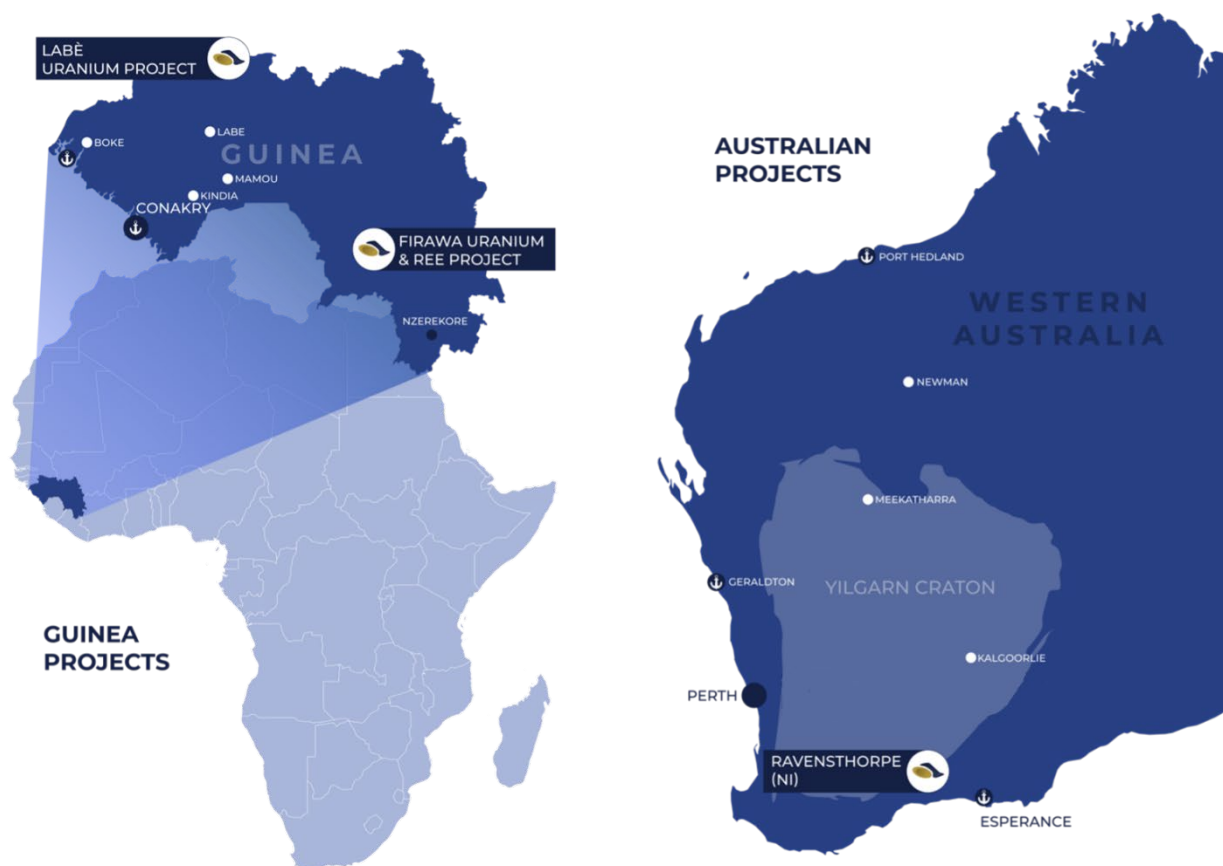 LABÈ
URANIUM PROJECT
LABE
BOKE
GUINEA
MAMOU
KINDIA
CONAKRY
FIRAWA URANIUM
& REE PROJECT
NZEREKORE
GUINEA
PROJECTS
AUSTRALIAN
PROJECTS
PORT HEDLAND
WESTERN
AUSTRALIA
NEWMAN
MEEKATHARRA
GERALDTON
YILGARN CRATON
KALGOORLIE
PERTH
RAVENSTHORPE
(NI)
ESPERANCE